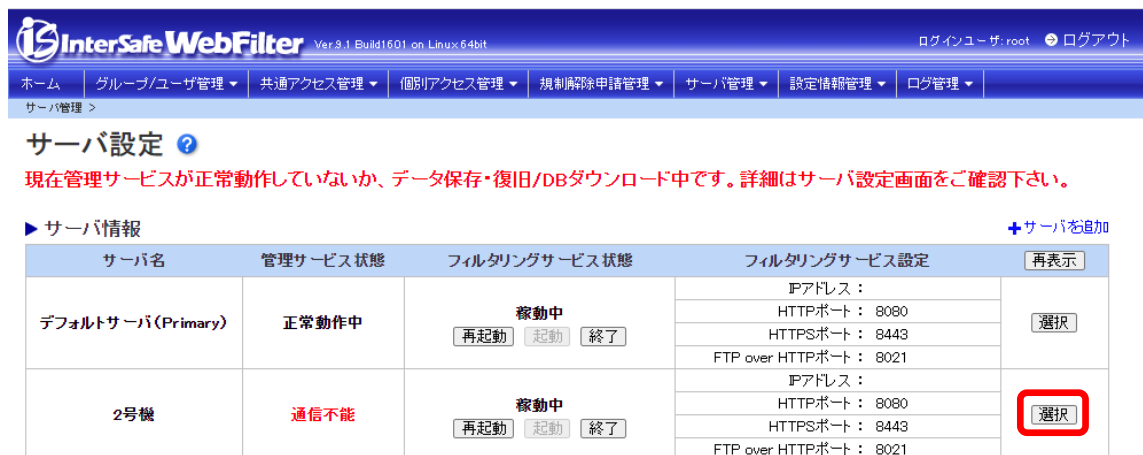 InterSafe WebFilter Ver.9.1 Build1601 on Linux64bit ログインユーザ:root ログアウト
ホーム グループ/ユーザ管理▼ 共通アクセス管理▼ 個別アクセス管理▼ 規制解除申請管理▼ サーバ管理▼ 設定情報管理▼ ログ管理▼
サーバ管理 >
サーバ設定 ?
現在管理サービスが正常動作していないか、データ保存・復旧/DBダウンロード中です。詳細はサーバ設定画面をご確認下さい。
▶サーバ情報 +サーバを追加
サーバ名 管理サービス状態 フィルタリングサービス状態 フィルタリングサービス設定 再表示
デフォルトサーバ(Primary) 正常動作中 稼動中 再起動 起動 終了 選択
IPアドレス:
HTTPポート: 8080
HTTPSポート: 8443
FTP over HTTPポート: 8021
2号機 通信不能 稼動中 再起動 起動 終了 選択
IPアドレス:
HTTPポート: 8080
HTTPSポート: 8443
FTP over HTTPポート: 8021